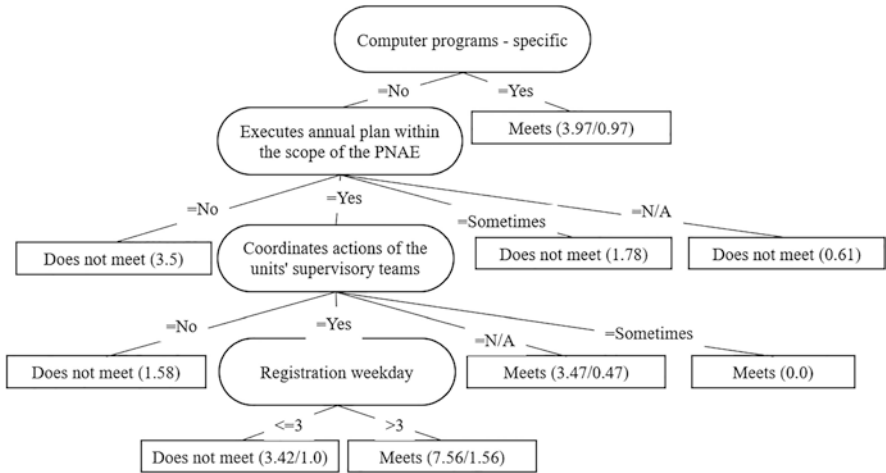 Computer programs - specific
=No
=Yes
Executes annual plan within
the scope of the PNAE
Meets (3.97/0.97)
=No
=Yes
=Sometimes
=N/A
Does not meet (3.5)
Coordinates actions of the
units' supervisory teams
Does not meet (1.78)
Does not meet (0.61)
=No
=Yes
=N/A
=Sometimes
Does not meet (1.58)
Registration weekday
Meets (3.47/0.47)
Meets (0.0)
<=3
>3
Does not meet (3.42/1.0)
Meets (7.56/1.56)